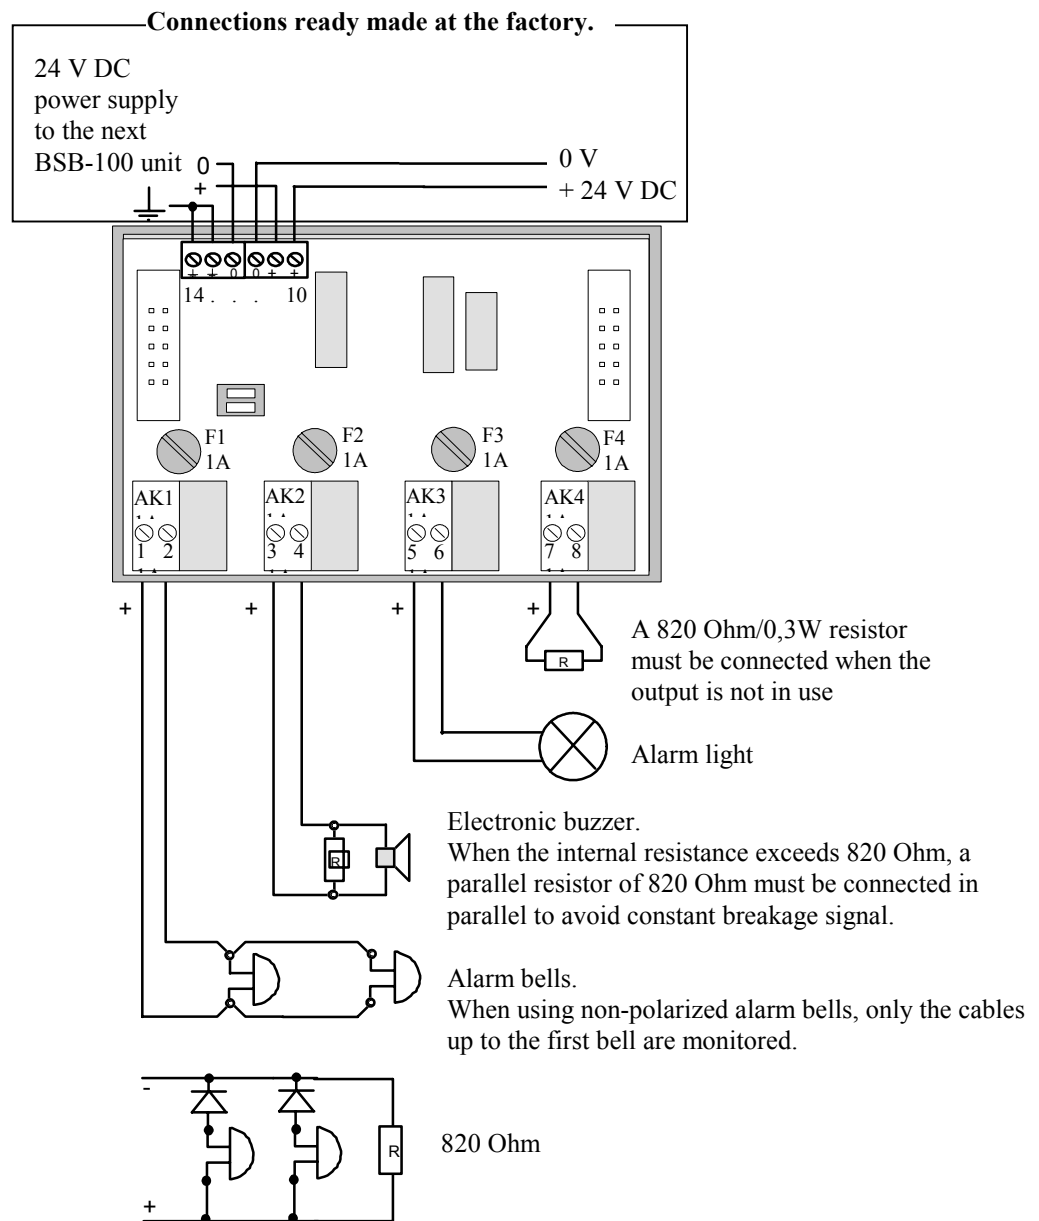 Connections ready made at the factory.
24 V DC
power supply
to the next
BSB-100 unit
0
+
0 V
+ 24 V DC
0 0 + +
14 . . . 10
F1
1A
F2
1A
F3
1A
F4
1A
AK1
AK2
AK3
AK4
1 2
3 4
5 6
7 8
+
+
+
+
R
A 820 Ohm/0,3W resistor
must be connected when the
output is not in use
Alarm light
R
Electronic buzzer.
When the internal resistance exceeds 820 Ohm, a
parallel resistor of 820 Ohm must be connected in
parallel to avoid constant breakage signal.
Alarm bells.
When using non-polarized alarm bells, only the cables
up to the first bell are monitored.
-
R
820 Ohm
+